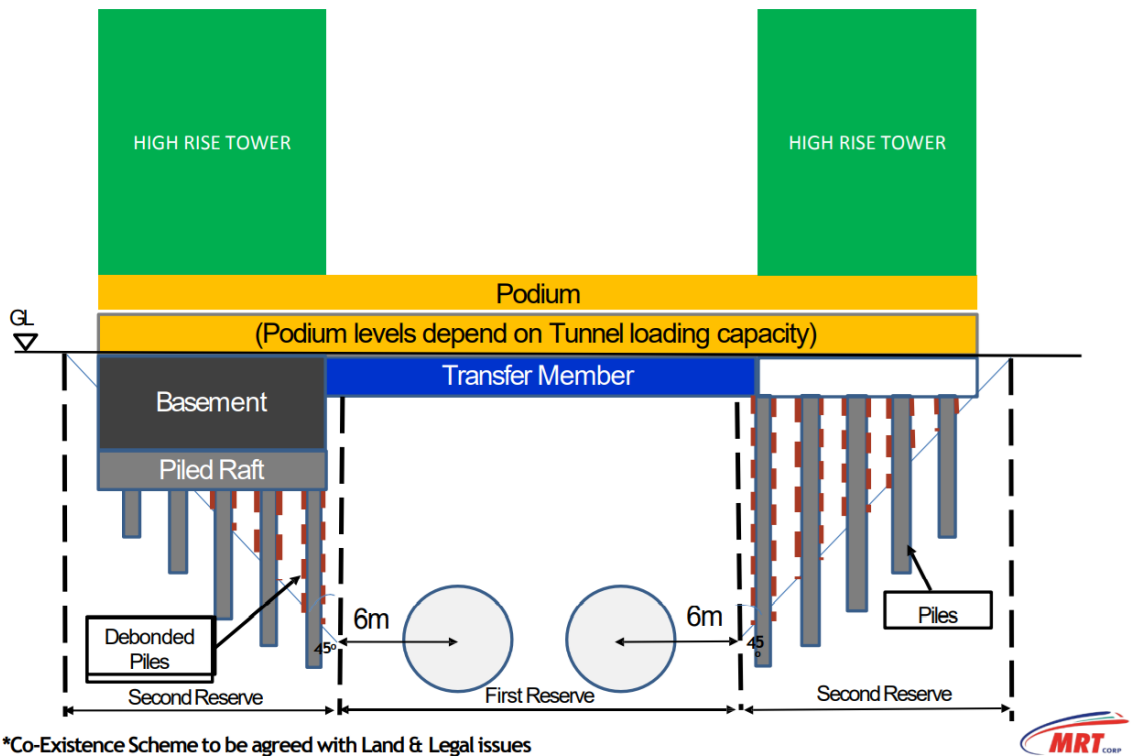 HIGH RISE TOWER
HIGH RISE TOWER
Podium
GL
(Podium levels depend on Tunnel loading capacity)
Transfer Member
Basement
Piled Raft
6m
6m
Piles
Debonded
Piles
45°
45
°
Second Reserve
First Reserve
Second Reserve
*Co-Existence Scheme to be agreed with Land & Legal issues
MRT CORP